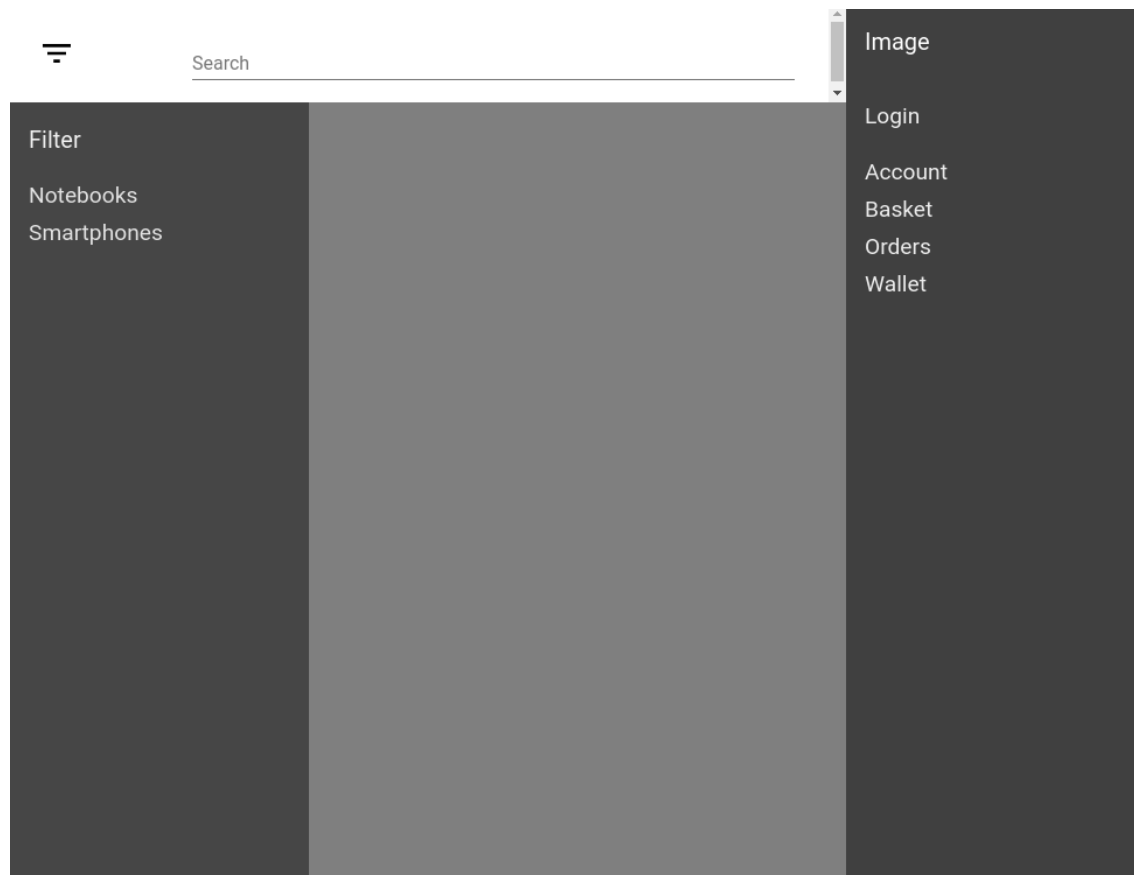 Search
Filter
Notebooks
Smartphones
Image
Login
Account
Basket
Orders
Wallet